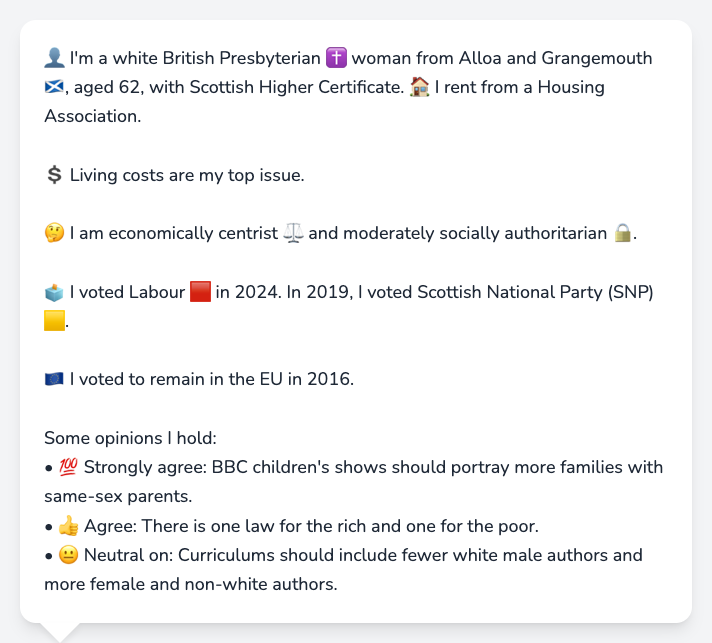 👤 I'm a white British Presbyterian ✝️ woman from Alloa and Grangemouth
🏴󠁧󠁢󠁳󠁣󠁴󠁿, aged 62, with Scottish Higher Certificate. 🏠 I rent from a Housing
Association.
💲 Living costs are my top issue.
🤔 I am economically centrist ⚖️ and moderately socially authoritarian 🔒.
🗳️ I voted Labour 🟥 in 2024. In 2019, I voted Scottish National Party (SNP)
🟨.
🇪🇺 I voted to remain in the EU in 2016.
Some opinions I hold:
• 💯 Strongly agree: BBC children's shows should portray more families with
same-sex parents.
• 👍 Agree: There is one law for the rich and one for the poor.
• 😐 Neutral on: Curriculums should include fewer white male authors and
more female and non-white authors.